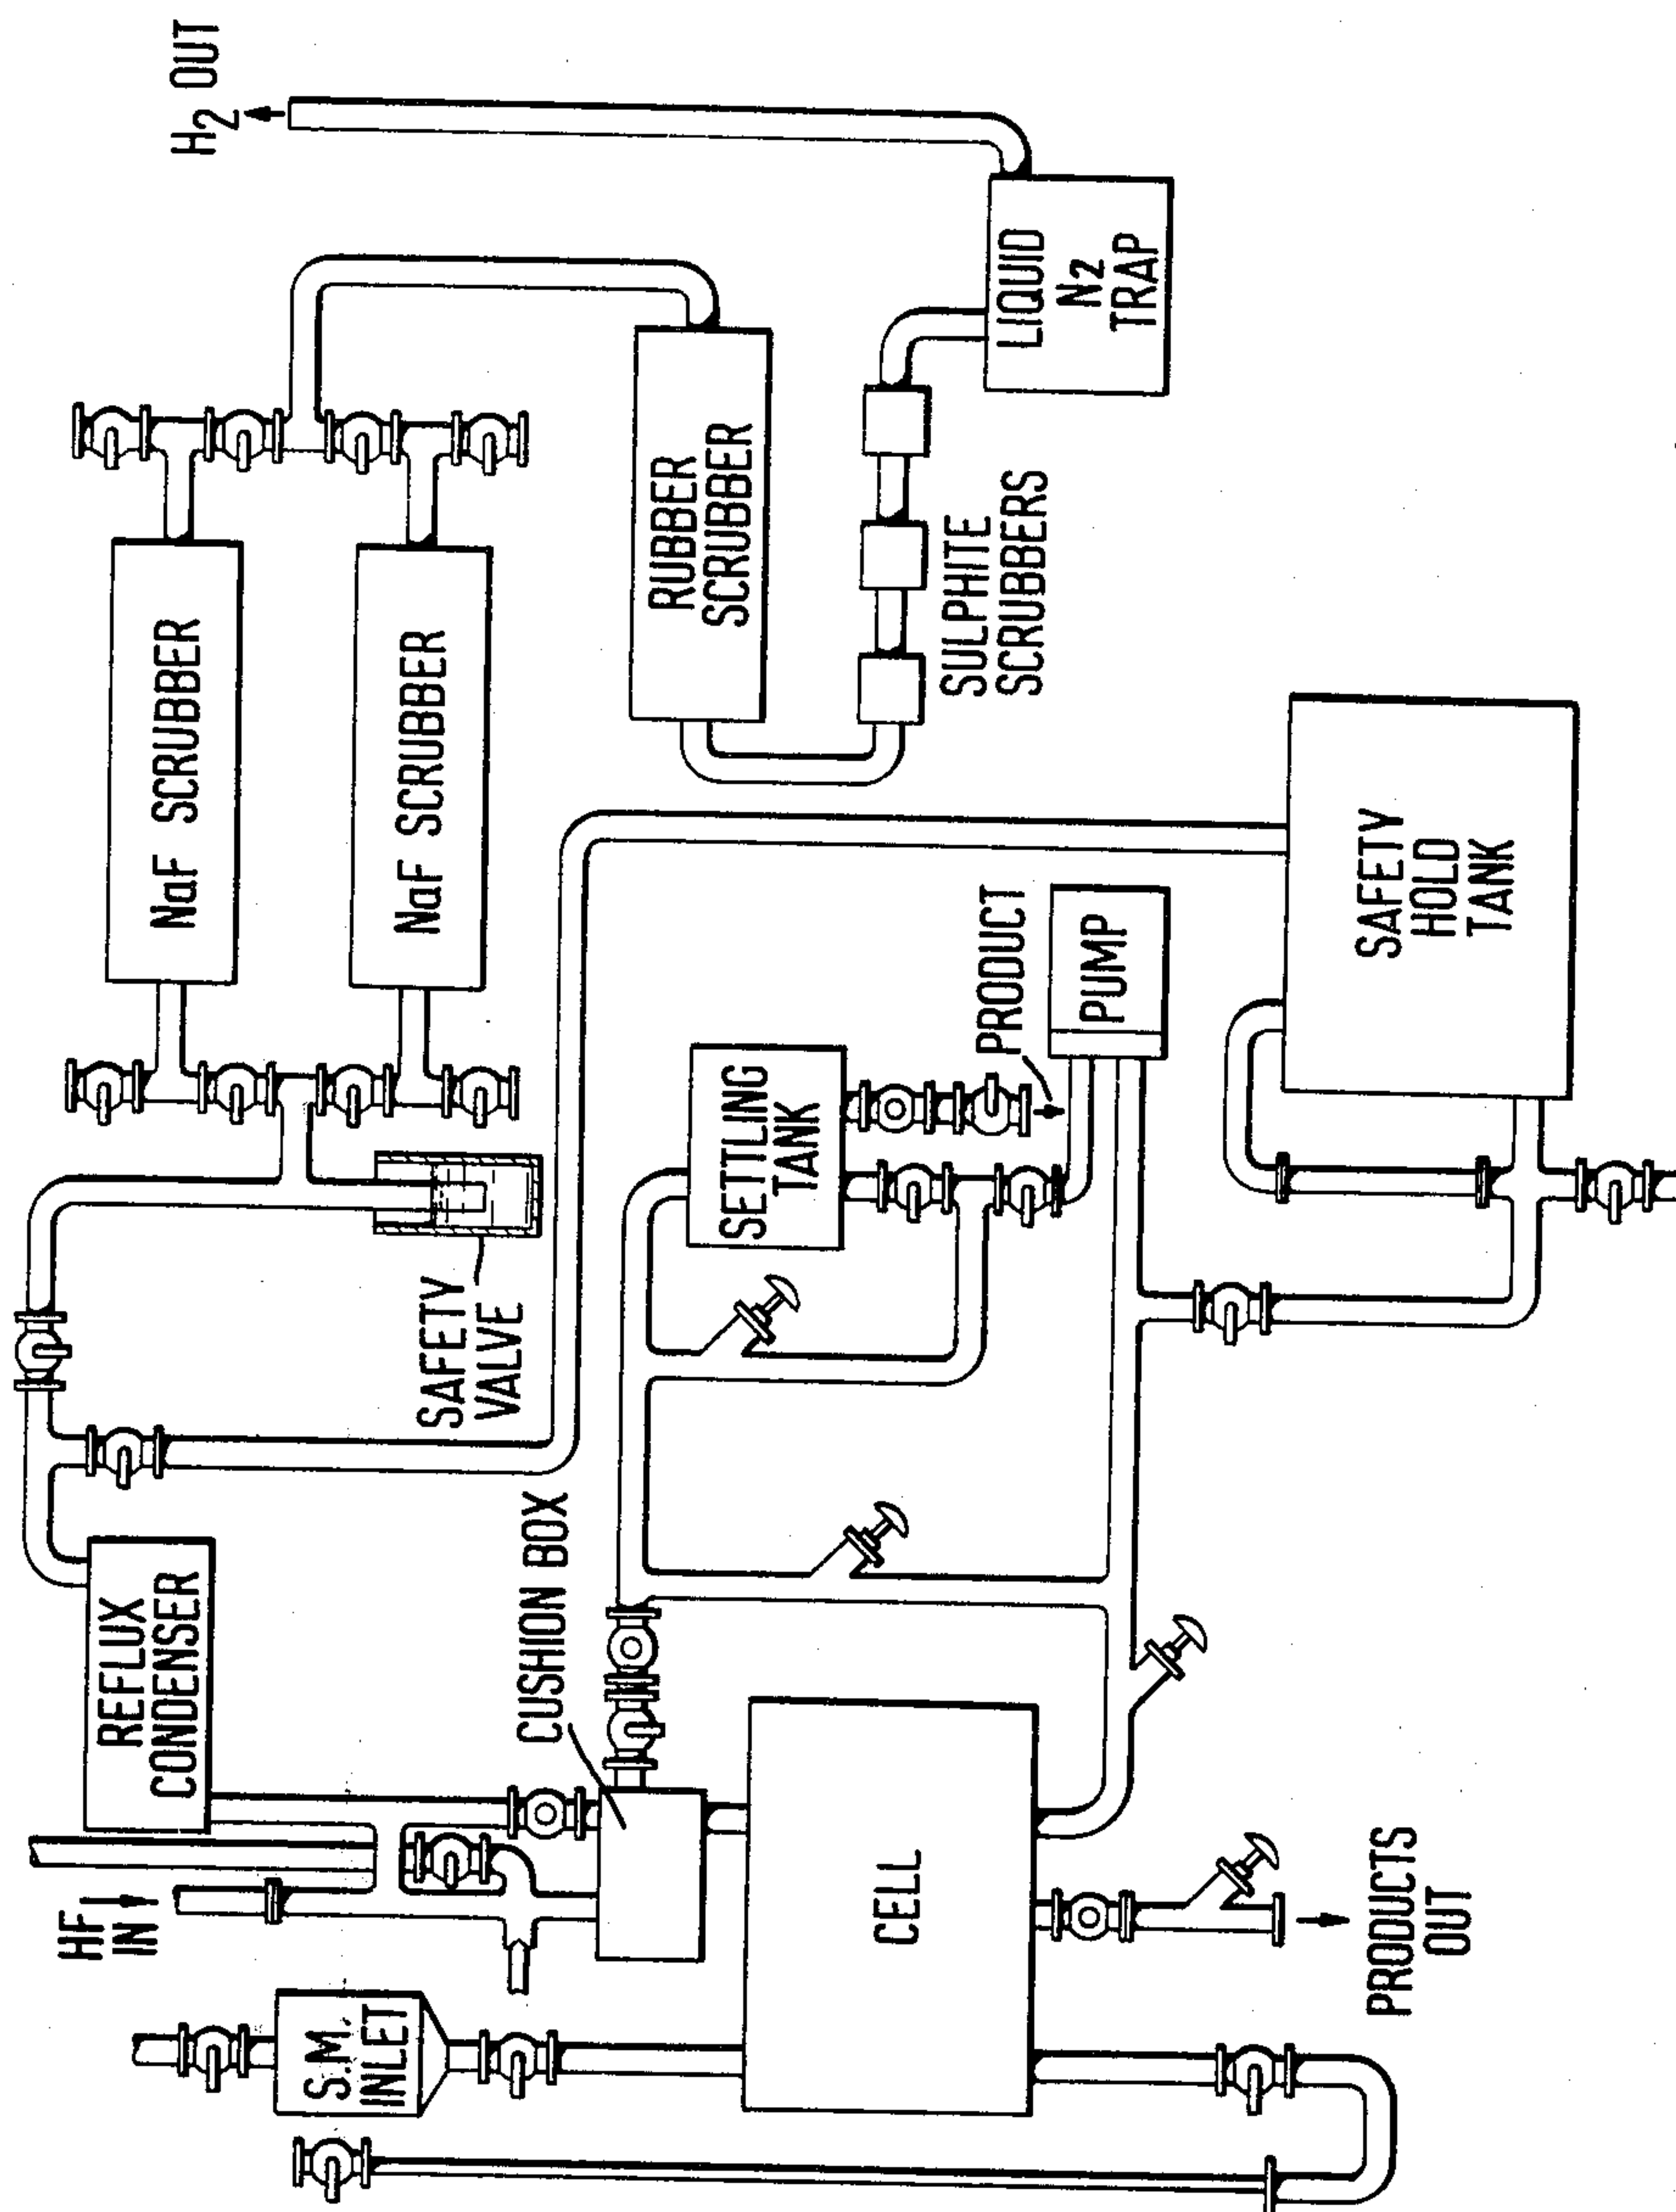 H2 OUT
NaF SCRUBBER
NaF SCRUBBER
RUBBER
SCRUBBER
LIQUID
N2
TRAP
SULPHITE
SCRUBBERS
SAFETY
VALVE
REFLUX
CONDENSER
CUSHION BOX
SETTLING
TANK
PRODUCT
PUMP
SAFETY
HOLD
TANK
HF
IN
S.M.
INLET
CELL
PRODUCTS
OUT